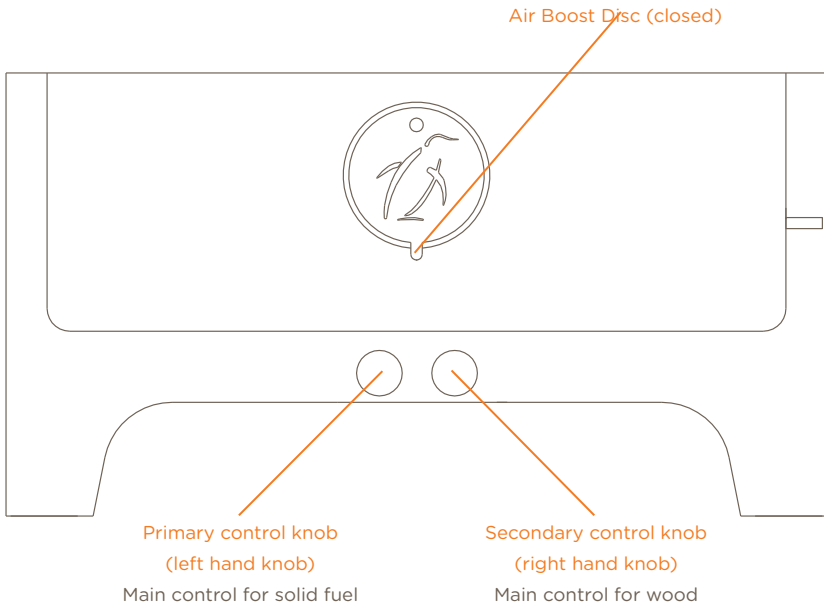 Air Boost Disc (closed)
Primary control knob
(left hand knob)
Main control for solid fuel
Secondary control knob
(right hand knob)
Main control for wood